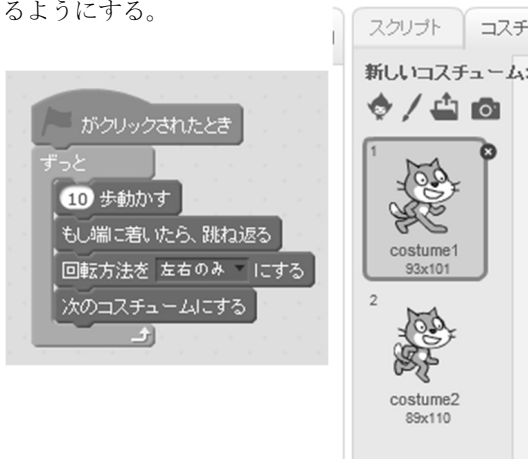 るようにする。
がクリックされたとき
ずっと
10 歩動かす
もし端に着いたら、跳ね返る
回転方法を 左右のみ にする
次のコスチュームにする
スクリプト
コスチ
新しいコスチューム:
1
costume1
93x101
2
costume2
89x110